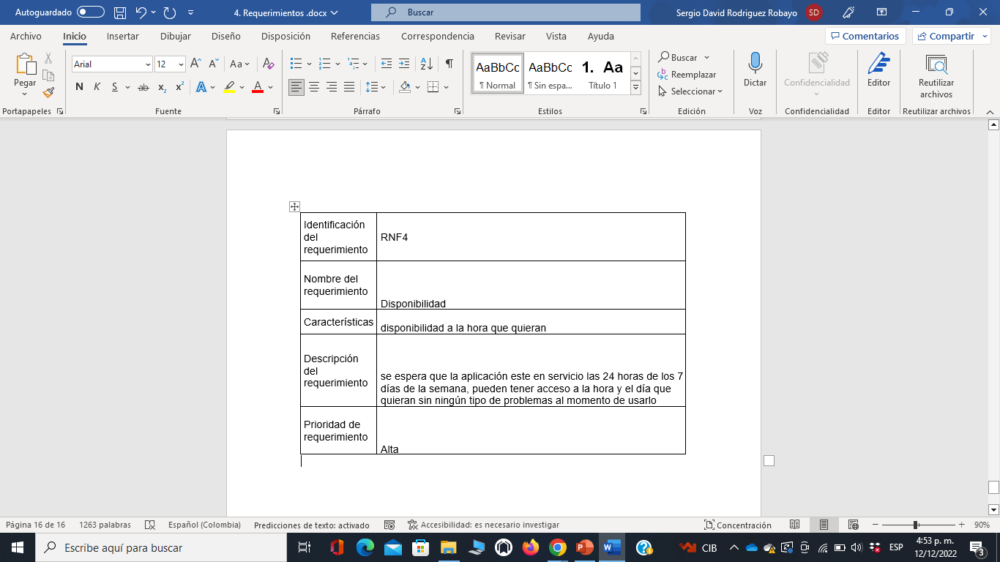 Autoguardado
4. Requerimientos .docx
Buscar
Sergio David Rodriguez Robayo
SD
Archivo Inicio Insertar Dibujar Diseño Disposición Referencias Correspondencia Revisar Vista Ayuda
Comentarios
Compartir
Pegar
Arial
12
Aa
N K S ab x₂ x² A A
AaBbCc AaBbCc 1. Aa
¶ Normal ¶ Sin espa... Título 1
Buscar
Reemplazar
Seleccionar
Dictar
Confidencialidad
Editor
Reutilizar
archivos
Portapapeles Fuente Párrafo Estilos Edición Voz Confidencialidad Editor Reutilizar archivos
Identificación
del
requerimiento
RNF4
Nombre del
requerimiento
Disponibilidad
Características
disponibilidad a la hora que quieran
Descripción
del
requerimiento
se espera que la aplicación este en servicio las 24 horas de los 7
días de la semana, pueden tener acceso a la hora y el día que
quieran sin ningún tipo de problemas al momento de usarlo
Prioridad de
requerimiento
Alta
Página 16 de 16 1263 palabras Español (Colombia) Predicciones de texto: activado Accesibilidad: es necesario investigar Concentración 90%
Escribe aquí para buscar
CIB
ESP
4:53 p. m.
12/12/2022
3